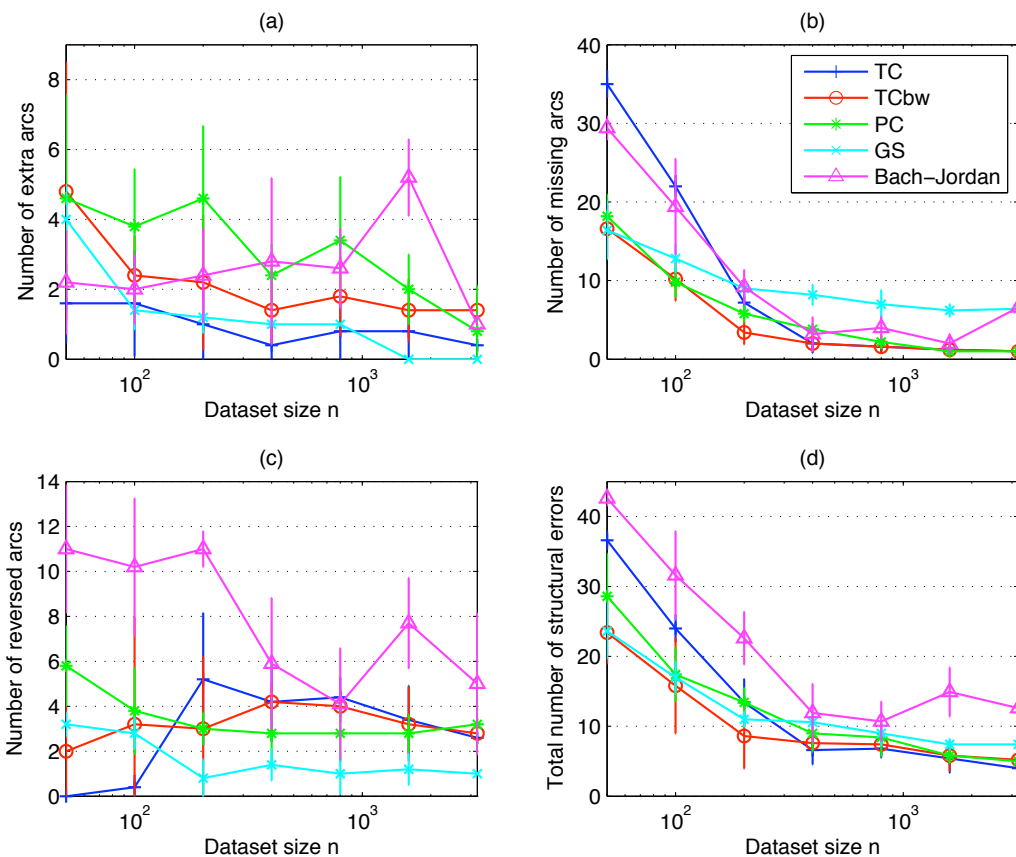 (a)
Number of extra arcs
8
6
4
2
0
10^2
10^3
Dataset size n
(b)
Number of missing arcs
40
30
20
10
0
10^2
10^3
Dataset size n
TC
TCbw
PC
GS
Bach−Jordan
(c)
Number of reversed arcs
14
12
10
8
6
4
2
0
10^2
10^3
Dataset size n
(d)
Total number of structural errors
40
30
20
10
0
10^2
10^3
Dataset size n